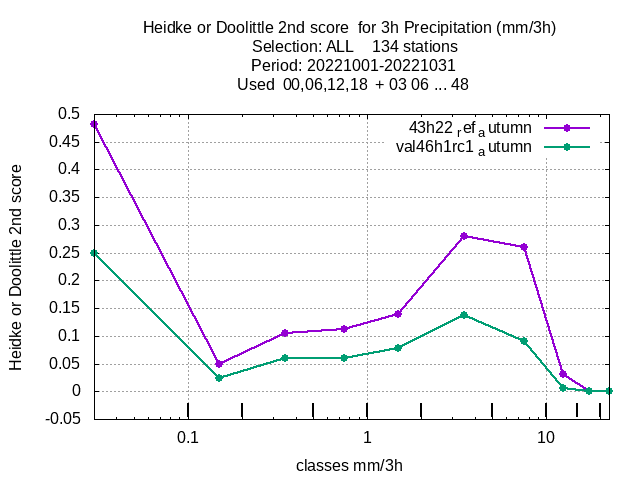 Heidke or Doolittle 2nd score  for 3h Precipitation (mm/3h)
Selection: ALL    134 stations
Period: 20221001-20221031
Used  00,06,12,18  + 03 06 ... 48
0.5
0.45
0.4
0.35
0.3
0.25
0.2
0.15
0.1
0.05
0
-0.05
Heidke or Doolittle 2nd score
43h22 ref autumn
val46h1rc1 autumn
0.1
1
10
classes mm/3h